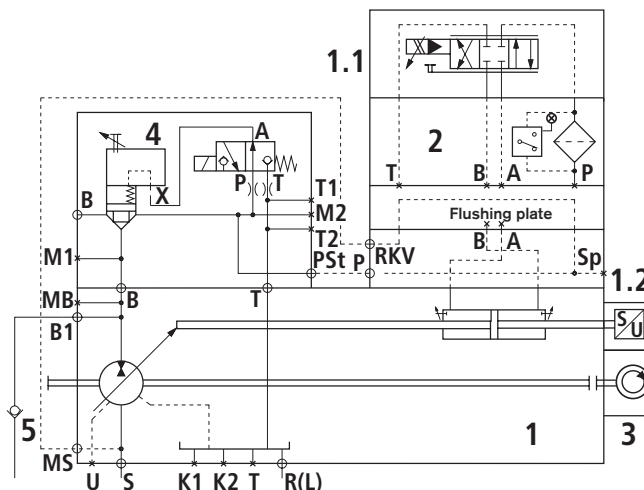 1.1
4
A
2
X
P
T
T
B
A
P
T1
B
M2
Flushing plate
T2
B
A
M1
RKV
PSt
P
Sp
1.2
MB
B
T
B1
S
U
5
1
3
MS
U
S
K1
K2
T
R(L)